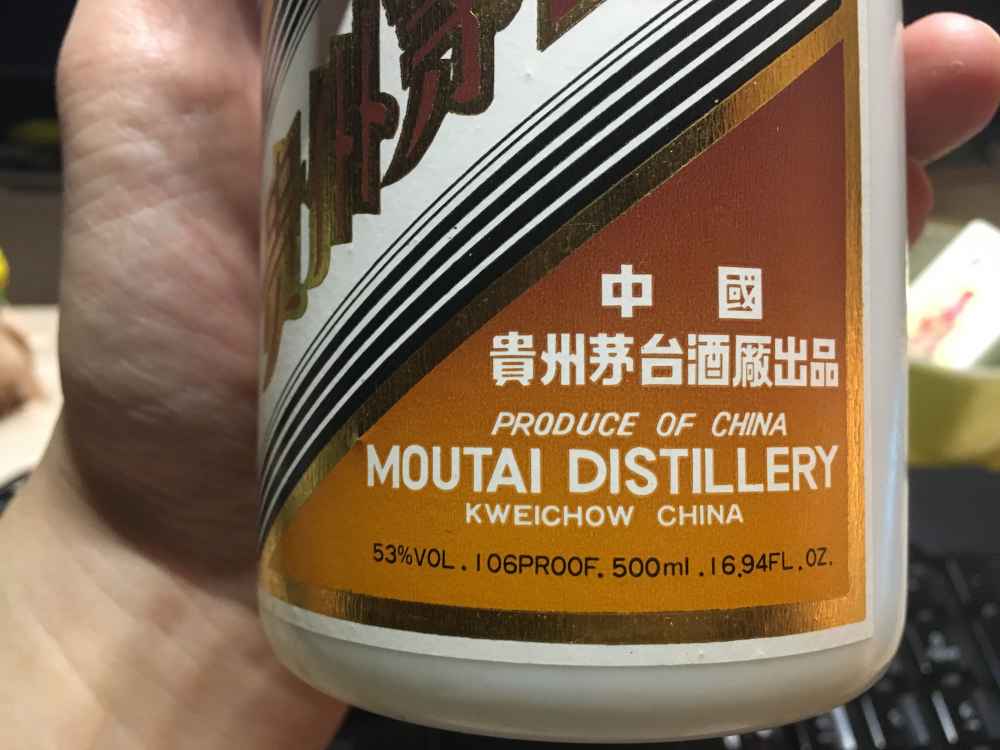 中國
貴州茅台酒廠出品
PRODUCE OF CHINA
MOUTAI DISTILLERY
KWEICHOW CHINA
53%VOL. 106PROOF. 500ml .16.94FL.OZ.